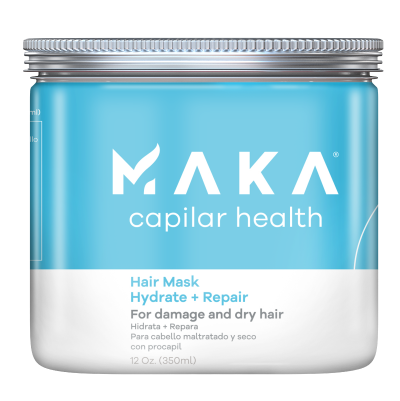 MAKA®
capilar health
Hair Mask
Hydrate + Repair
For damage and dry hair
Hidrata + Repara
Para cabello maltratado y seco
con procapil
12 Oz. (350ml)